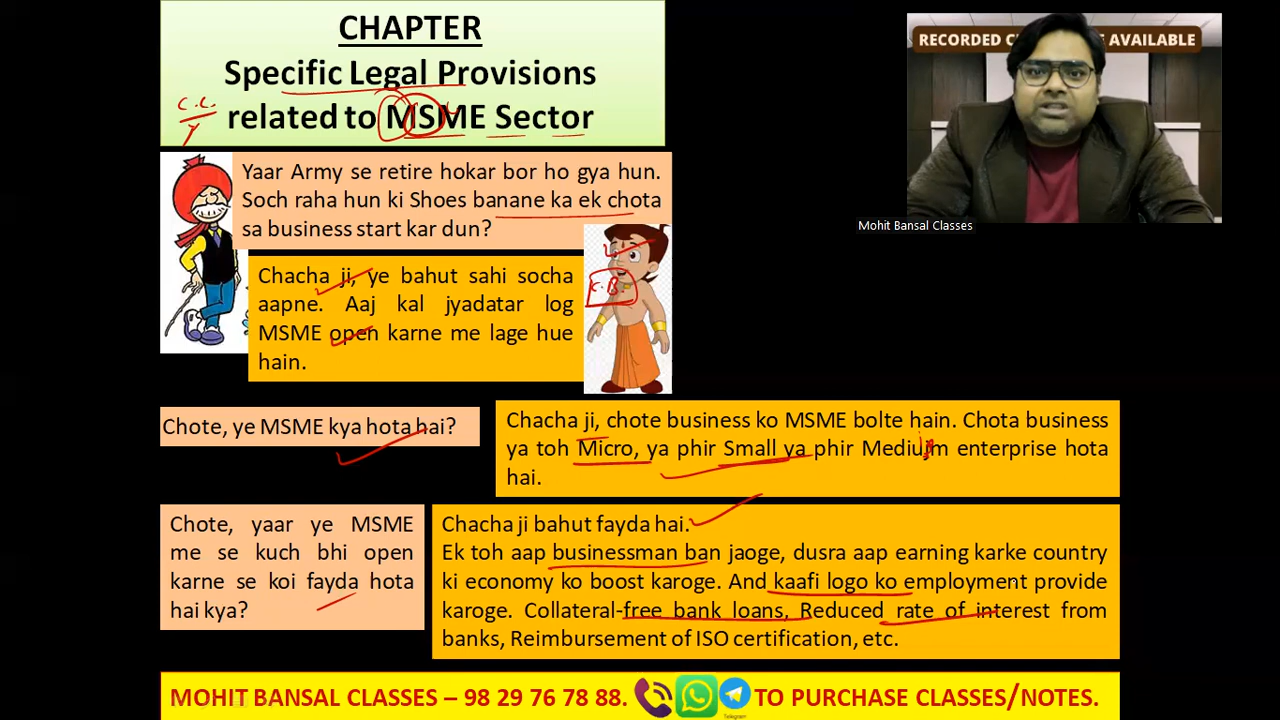 CHAPTER
Specific Legal Provisions
related to MSME Sector
C.C.
RECORDED C AVAILABLE
Mohit Bansal Classes
Yaar Army se retire hokar bor ho gya hun.
Soch raha hun ki Shoes banane ka ek chota
sa business start kar dun?
Chacha ji, ye bahut sahi socha
aapne. Aaj kal jyadatar log
MSME open karne me lage hue
hain.
C.B.
Chote, ye MSME kya hota hai?
Chacha ji, chote business ko MSME bolte hain. Chota business
ya toh Micro, ya phir Small ya phir Medium enterprise hota
hai.
Chote, yaar ye MSME
me se kuch bhi open
karne se koi fayda hota
hai kya?
Chacha ji bahut fayda hai.
Ek toh aap businessman ban jaoge, dusra aap earning karke country
ki economy ko boost karoge. And kaafi logo ko employment provide
karoge. Collateral-free bank loans, Reduced rate of interest from
banks, Reimbursement of ISO certification, etc.
MOHIT BANSAL CLASSES – 98 29 76 78 88. TO PURCHASE CLASSES/NOTES.
Telegram